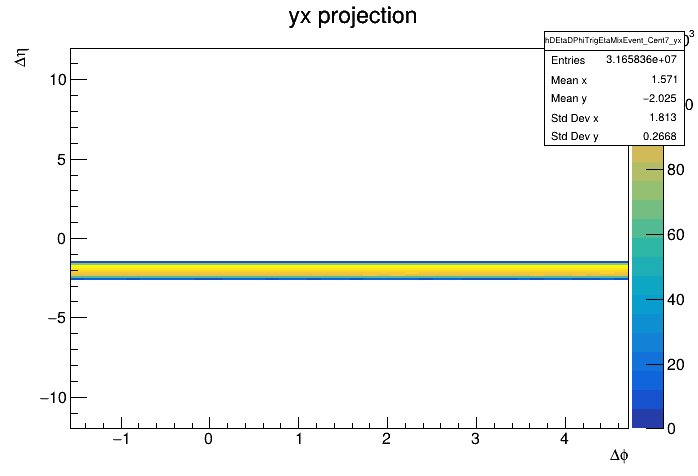 yx projection
hDEtaDPhiTrigEtaMixEvent_Cent7_yx
Entries 3.165836e+07
Mean x 1.571
Mean y −2.025
Std Dev x 1.813
Std Dev y 0.2668
Δη
10
5
0
−5
−10
−1 0 1 2 3 4
Δϕ
3
0
80
60
40
20
0